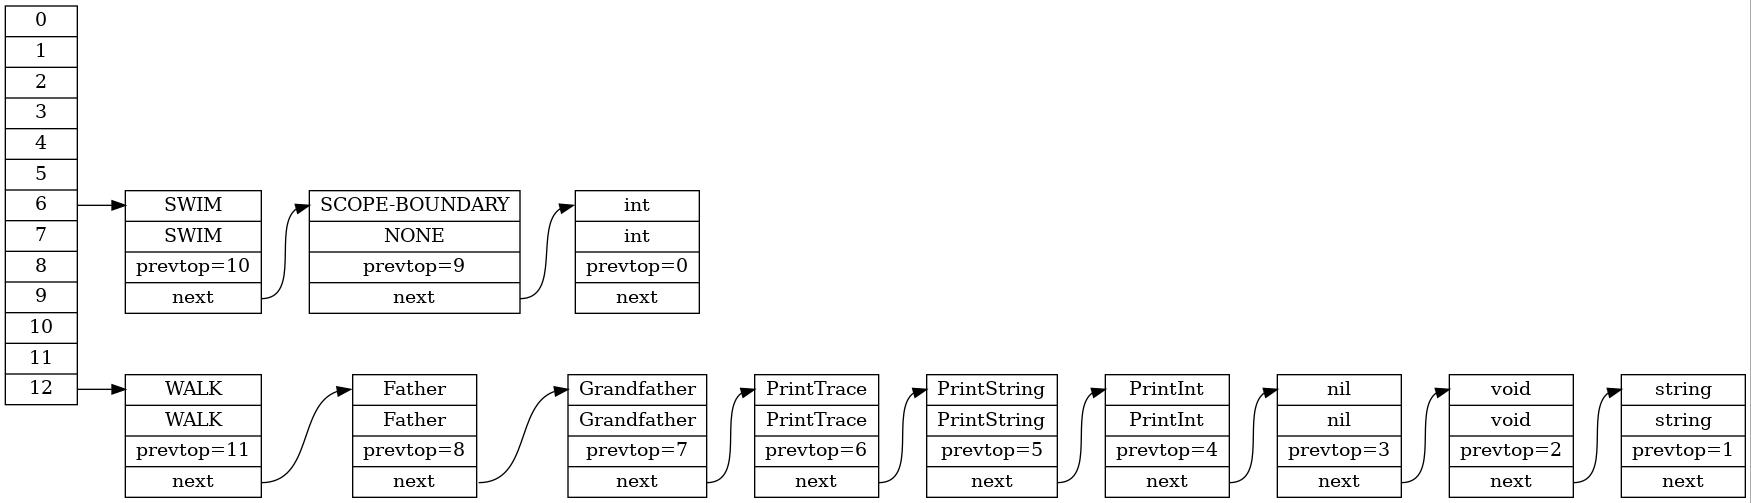 0
1
2
3
4
5
6
7
8
9
10
11
12
SWIM
SWIM
prevtop=10
next
SCOPE-BOUNDARY
NONE
prevtop=9
next
int
int
prevtop=0
next
WALK
WALK
prevtop=11
next
Father
Father
prevtop=8
next
Grandfather
Grandfather
prevtop=7
next
PrintTrace
PrintTrace
prevtop=6
next
PrintString
PrintString
prevtop=5
next
PrintInt
PrintInt
prevtop=4
next
nil
nil
prevtop=3
next
void
void
prevtop=2
next
string
string
prevtop=1
next